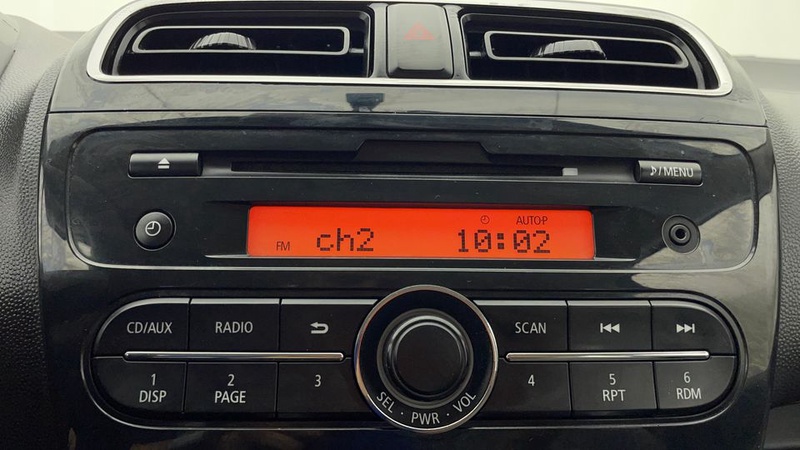 ♪/MENU
AUTO-P
FM ch2 10:02
CD/AUX RADIO SCAN
1 2 3 4 5 6
DISP PAGE RPT RDM
SEL · PWR · VOL